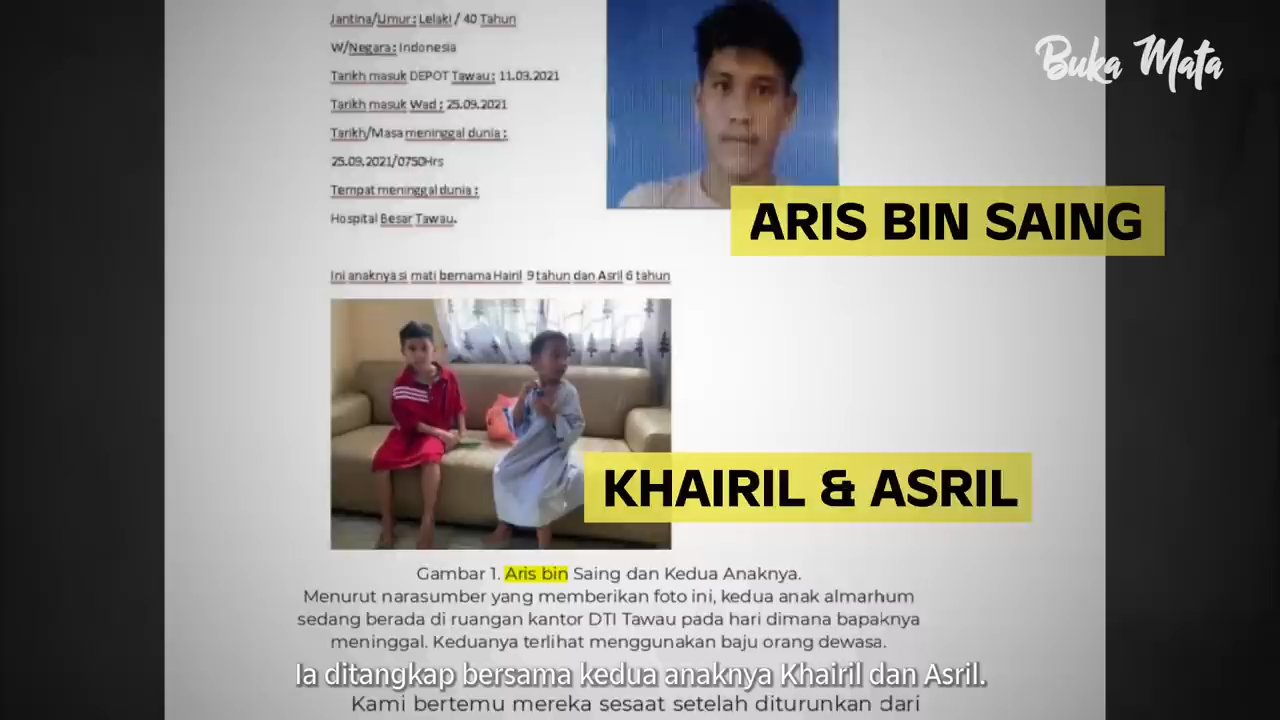 Jantina/Umur : Lelaki / 40 Tahun
W/Negara : Indonesia
Tarikh masuk DEPOT Tawau : 11.03.2021
Tarikh masuk Wad : 25.09.2021
Tarikh/Masa meninggal dunia :
25.09.2021/0750Hrs
Tempat meninggal dunia :
Hospital Besar Tawau.
Buka Mata
ARIS BIN SAING
Ini anaknya si mati bernama Hairil 9 tahun dan Asril 6 tahun
KHAIRIL & ASRIL
Gambar 1. Aris bin Saing dan Kedua Anaknya.
Menurut narasumber yang memberikan foto ini, kedua anak almarhum
sedang berada di ruangan kantor DTI Tawau pada hari dimana bapaknya
meninggal. Keduanya terlihat menggunakan baju orang dewasa.
Ia ditangkap bersama kedua anaknya Khairil dan Asril.
Kami bertemu mereka sesaat setelah diturunkan dari